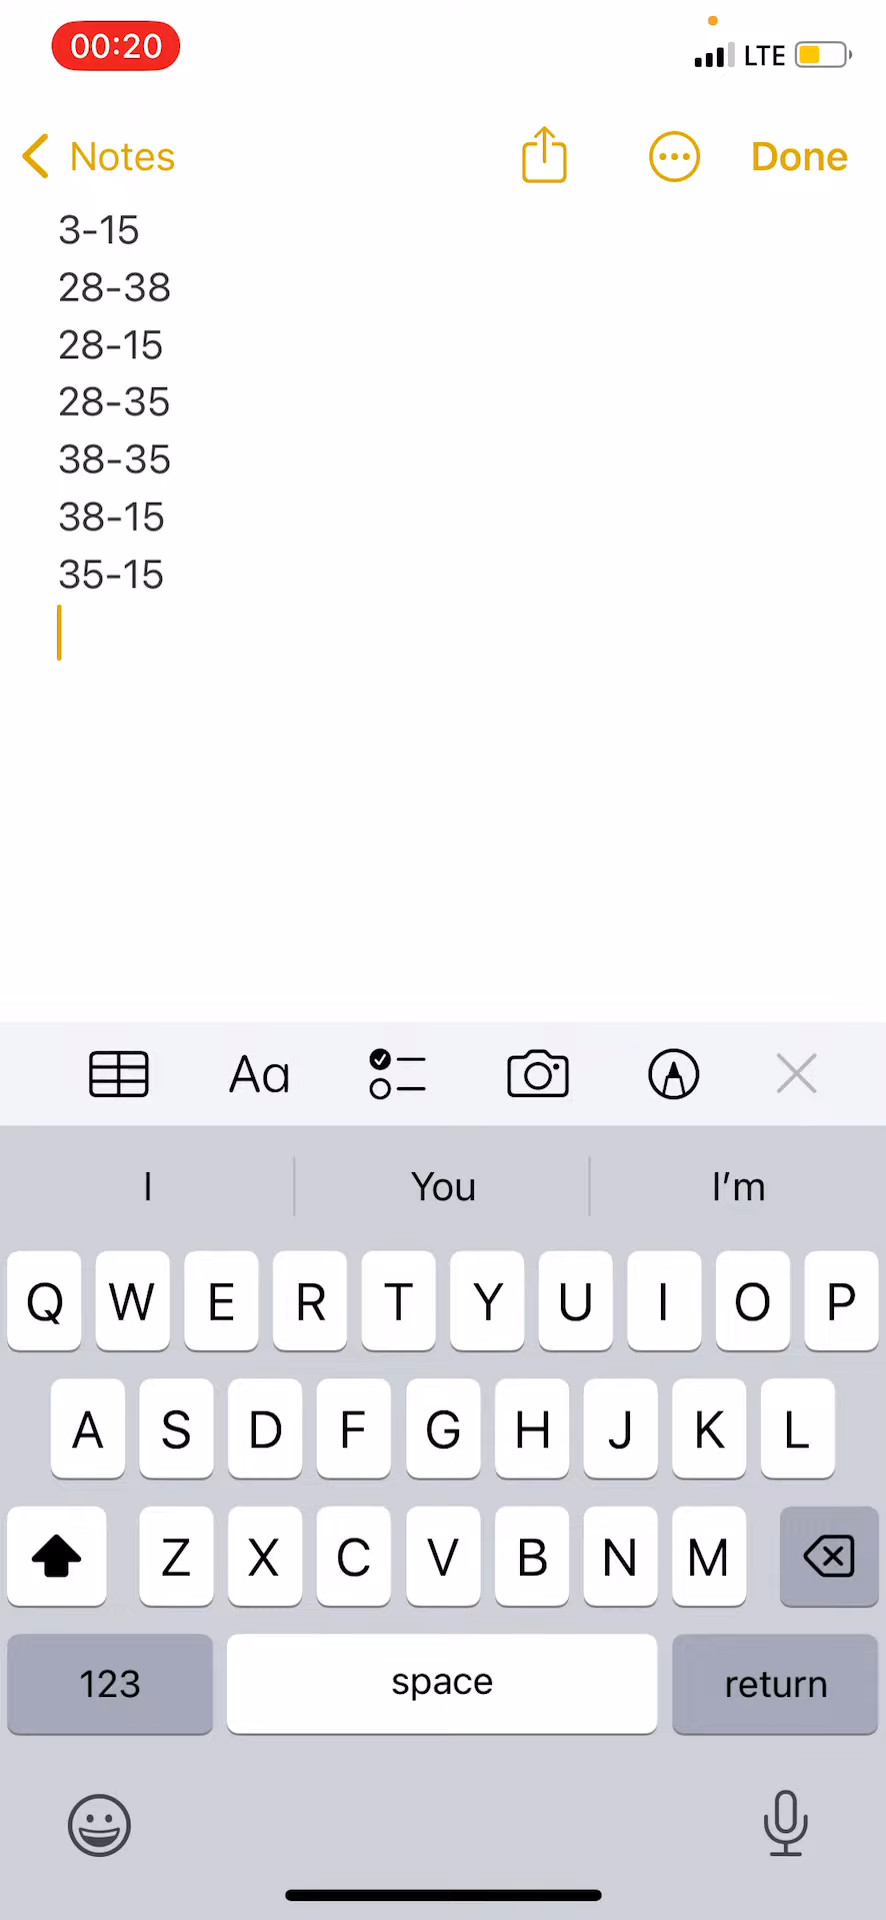 00:20 LTE
Notes Done
3-15
28-38
28-15
28-35
38-35
38-15
35-15
Aa
I You I'm
Q W E R T Y U I O P
A S D F G H J K L
Z X C V B N M
123 space return